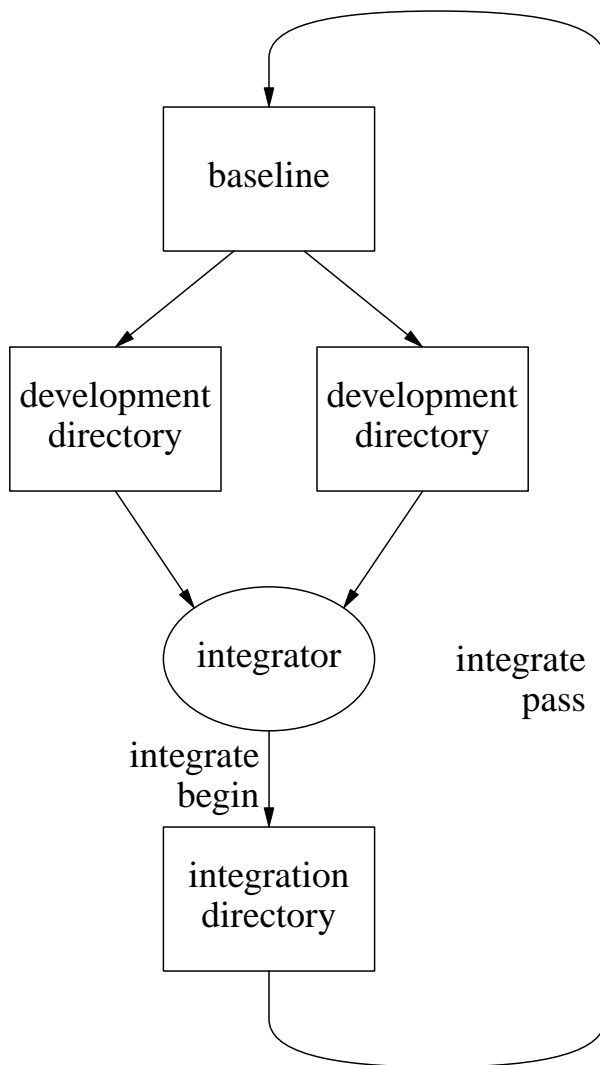 baseline
development
directory
development
directory
integrator
integrate
pass
integrate
begin
integration
directory